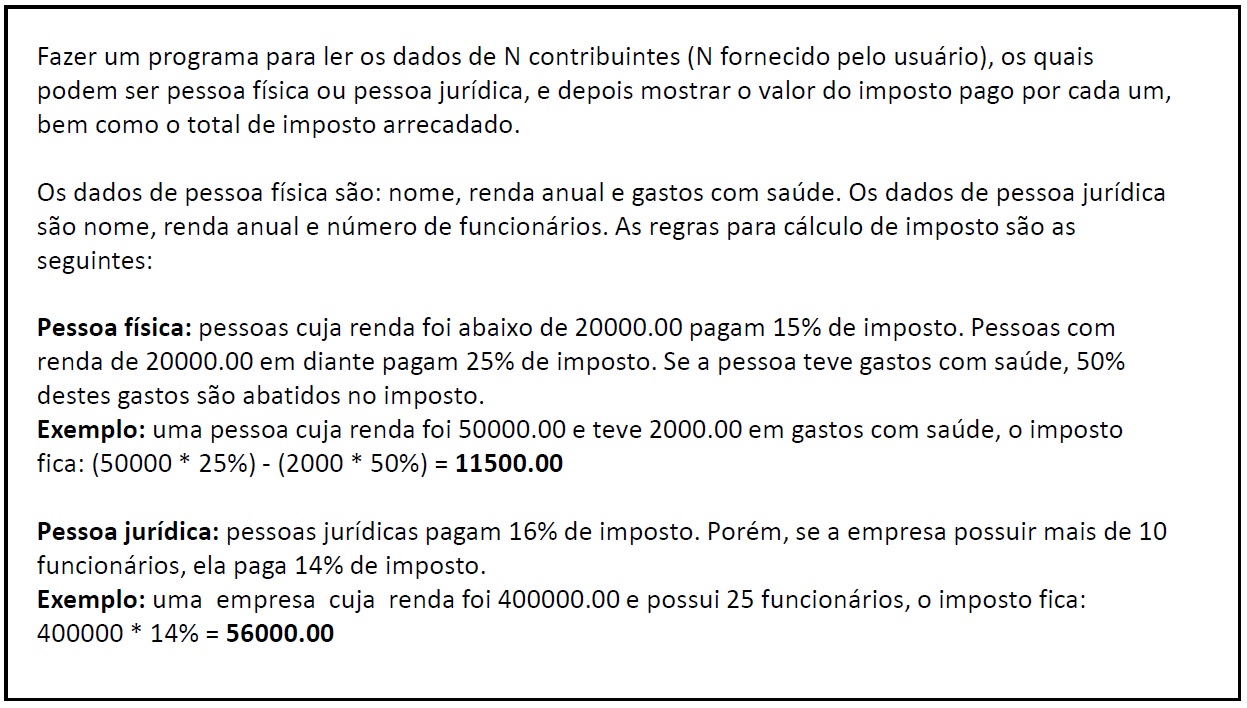 Fazer um programa para ler os dados de N contribuintes (N fornecido pelo usuário), os quais
podem ser pessoa física ou pessoa jurídica, e depois mostrar o valor do imposto pago por cada um,
bem como o total de imposto arrecadado.
Os dados de pessoa física são: nome, renda anual e gastos com saúde. Os dados de pessoa jurídica
são nome, renda anual e número de funcionários. As regras para cálculo de imposto são as
seguintes:
Pessoa física: pessoas cuja renda foi abaixo de 20000.00 pagam 15% de imposto. Pessoas com
renda de 20000.00 em diante pagam 25% de imposto. Se a pessoa teve gastos com saúde, 50%
destes gastos são abatidos no imposto.
Exemplo: uma pessoa cuja renda foi 50000.00 e teve 2000.00 em gastos com saúde, o imposto
fica: (50000 * 25%) - (2000 * 50%) = 11500.00
Pessoa jurídica: pessoas jurídicas pagam 16% de imposto. Porém, se a empresa possuir mais de 10
funcionários, ela paga 14% de imposto.
Exemplo: uma empresa cuja renda foi 400000.00 e possui 25 funcionários, o imposto fica:
400000 * 14% = 56000.00